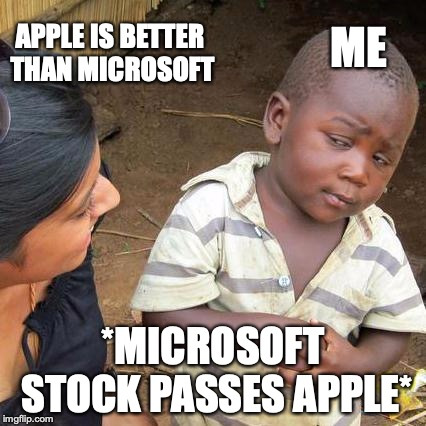 APPLE IS BETTER
THAN MICROSOFT
ME
*MICROSOFT
STOCK PASSES APPLE*
imgflip.com